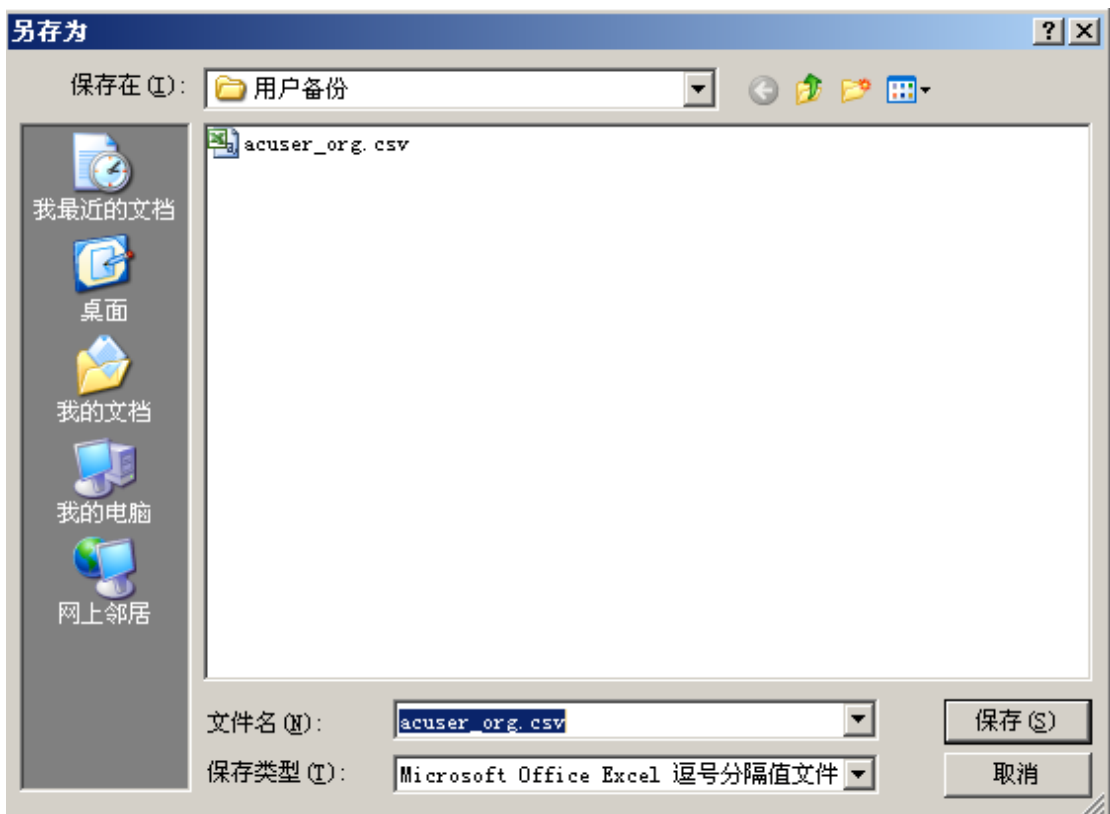 另存为
保存在(I): 用户备份
acuser_org.csv
我最近的文档
桌面
我的文档
我的电脑
网上邻居
文件名(N): acuser_org.csv 保存(S)
保存类型(T): Microsoft Office Excel 逗号分隔值文件 取消